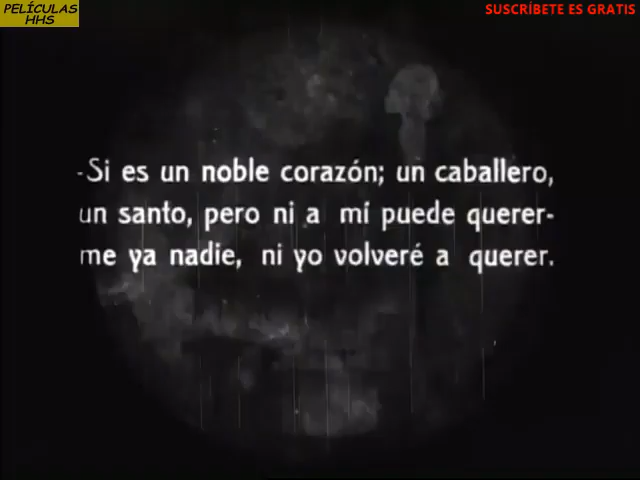 PELÍCULAS
HHS
SUSCRÍBETE ES GRATIS
-Si es un noble corazón; un caballero,
un santo, pero ni a mí puede querer-
me ya nadie, ni yo volveré a querer.